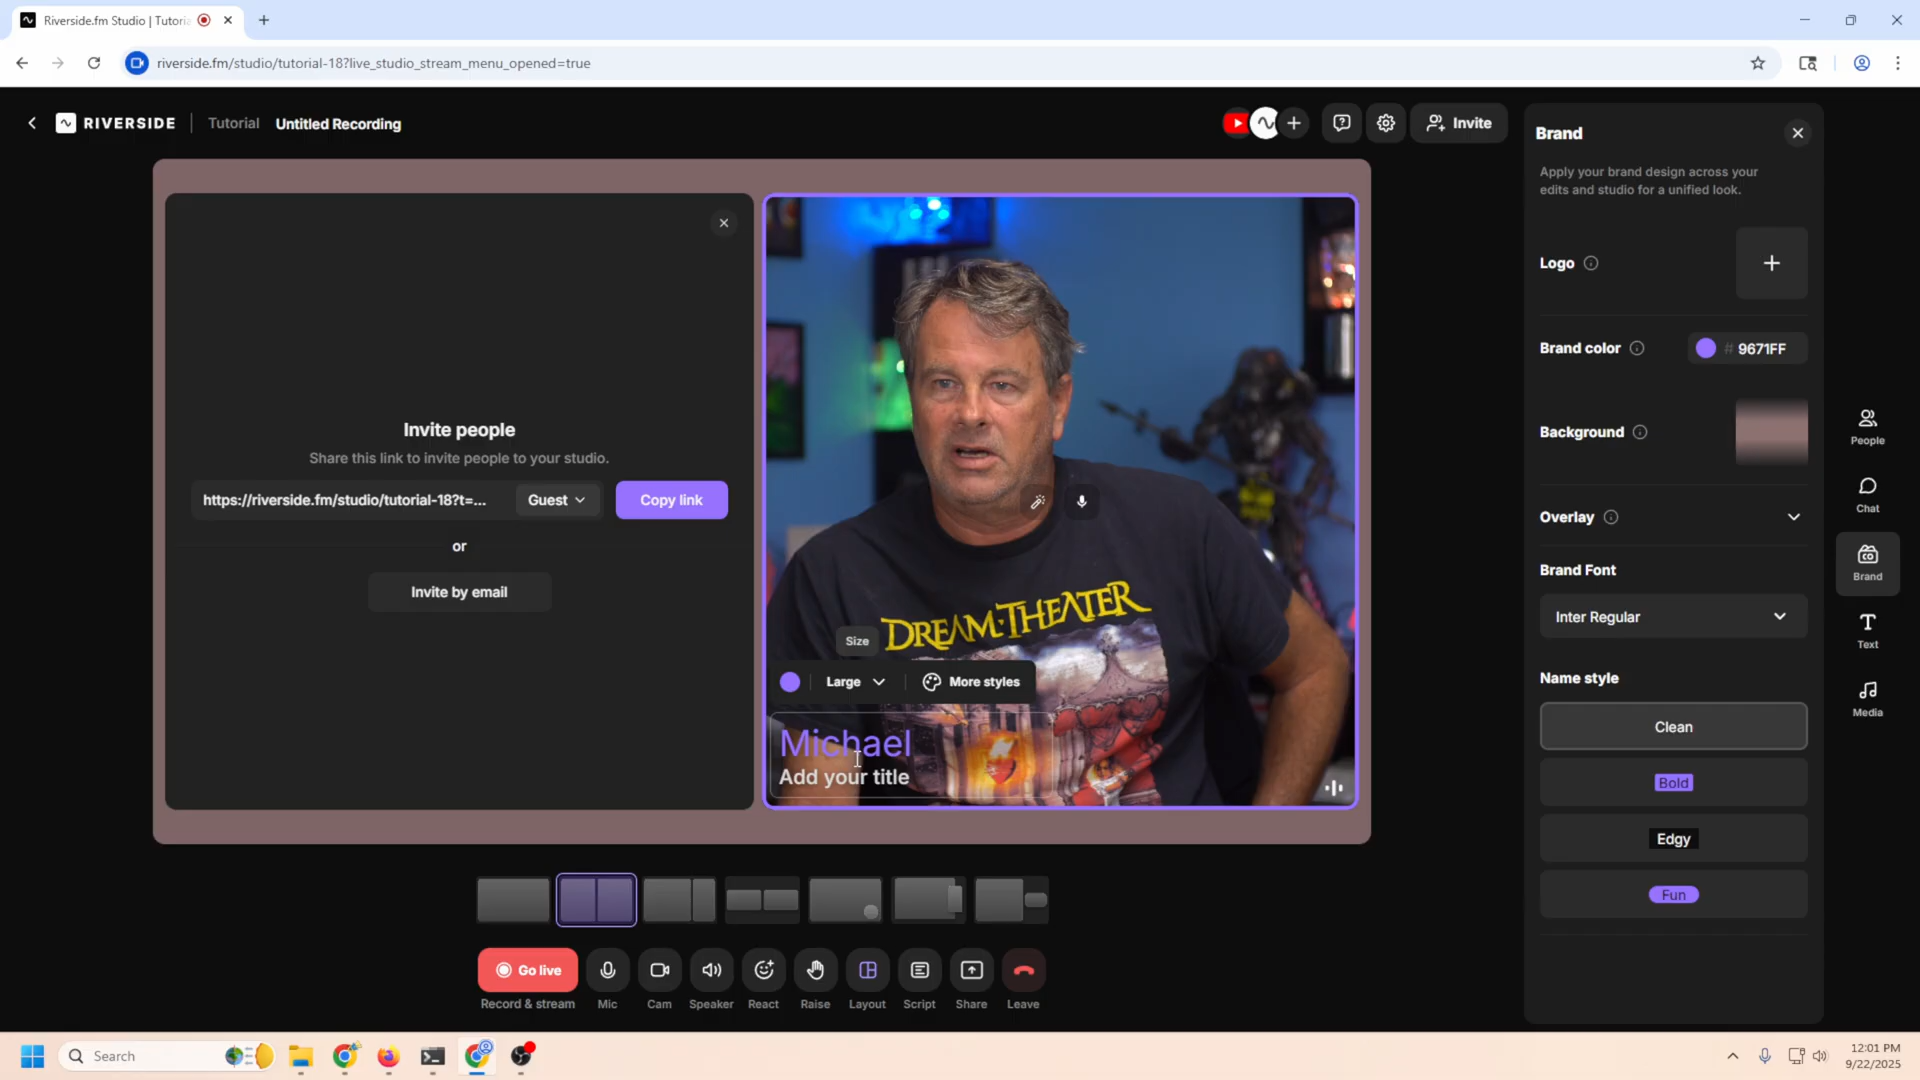 Riverside.fm Studio | Tutoria
riverside.fm/studio/tutorial-18?live_studio_stream_menu_opened=true
RIVERSIDE
Tutorial
Untitled Recording
Invite
Brand
Apply your brand design across your
edits and studio for a unified look.
Logo
Brand color
# 9671FF
Background
Overlay
Brand Font
Inter Regular
Name style
Clean
Bold
Edgy
Fun
People
Chat
Brand
Text
Media
Invite people
Share this link to invite people to your studio.
https://riverside.fm/studio/tutorial-18?t=...
Guest
Copy link
or
Invite by email
DREAM THEATER
Size
Large
More styles
Michael
Add your title
Go live
Record & stream
Mic
Cam
Speaker
React
Raise
Layout
Script
Share
Leave
Search
12:01 PM
9/22/2025